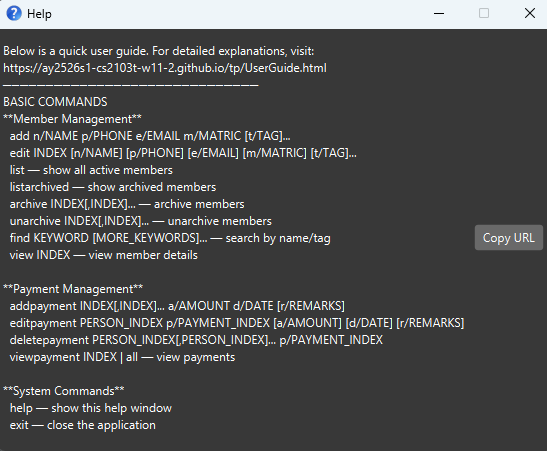 Help
Below is a quick user guide. For detailed explanations, visit:
https://ay2526s1-cs2103t-w11-2.github.io/tp/UserGuide.html
——————————————————————————————
BASIC COMMANDS
**Member Management**
add n/NAME p/PHONE e/EMAIL m/MATRIC [t/TAG]...
edit INDEX [n/NAME] [p/PHONE] [e/EMAIL] [m/MATRIC] [t/TAG]...
list — show all active members
listarchived — show archived members
archive INDEX[,INDEX]... — archive members
unarchive INDEX[,INDEX]... — unarchive members
find KEYWORD [MORE_KEYWORDS]... — search by name/tag
Copy URL
view INDEX — view member details
**Payment Management**
addpayment INDEX[,INDEX]... a/AMOUNT d/DATE [r/REMARKS]
editpayment PERSON_INDEX p/PAYMENT_INDEX [a/AMOUNT] [d/DATE] [r/REMARKS]
deletepayment PERSON_INDEX[,PERSON_INDEX]... p/PAYMENT_INDEX
viewpayment INDEX | all — view payments
**System Commands**
help — show this help window
exit — close the application